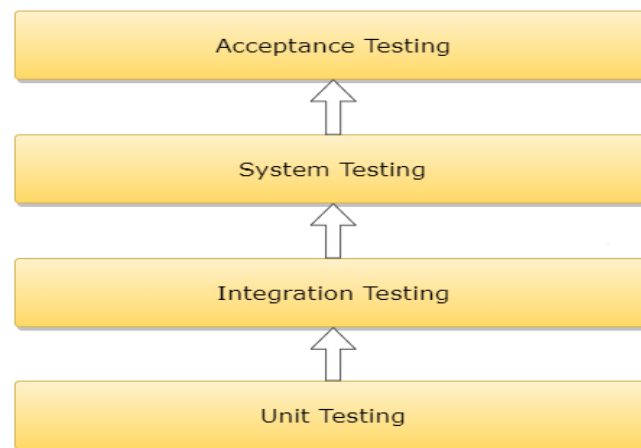 Acceptance Testing
System Testing
Integration Testing
Unit Testing